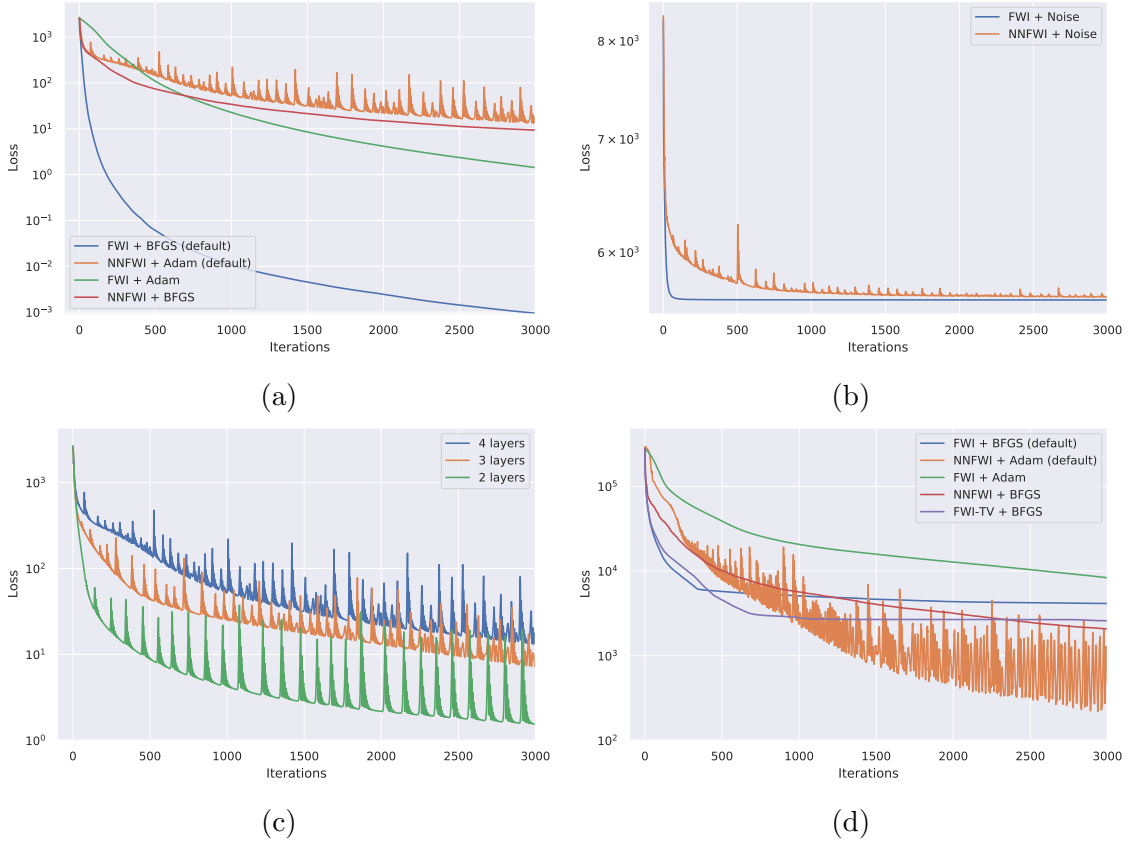 10³
10²
10¹
10⁰
10⁻¹
10⁻²
10⁻³
Loss
0 500 1000 1500 2000 2500 3000
Iterations
FWI + BFGS (default)
NNFWI + Adam (default)
FWI + Adam
NNFWI + BFGS
(a)
8 × 10³
7 × 10³
6 × 10³
Loss
0 500 1000 1500 2000 2500 3000
Iterations
FWI + Noise
NNFWI + Noise
(b)
10³
10²
10¹
10⁰
Loss
0 500 1000 1500 2000 2500 3000
Iterations
4 layers
3 layers
2 layers
(c)
10⁵
10⁴
10³
10²
Loss
0 500 1000 1500 2000 2500 3000
Iterations
FWI + BFGS (default)
NNFWI + Adam (default)
FWI + Adam
NNFWI + BFGS
FWI-TV + BFGS
(d)